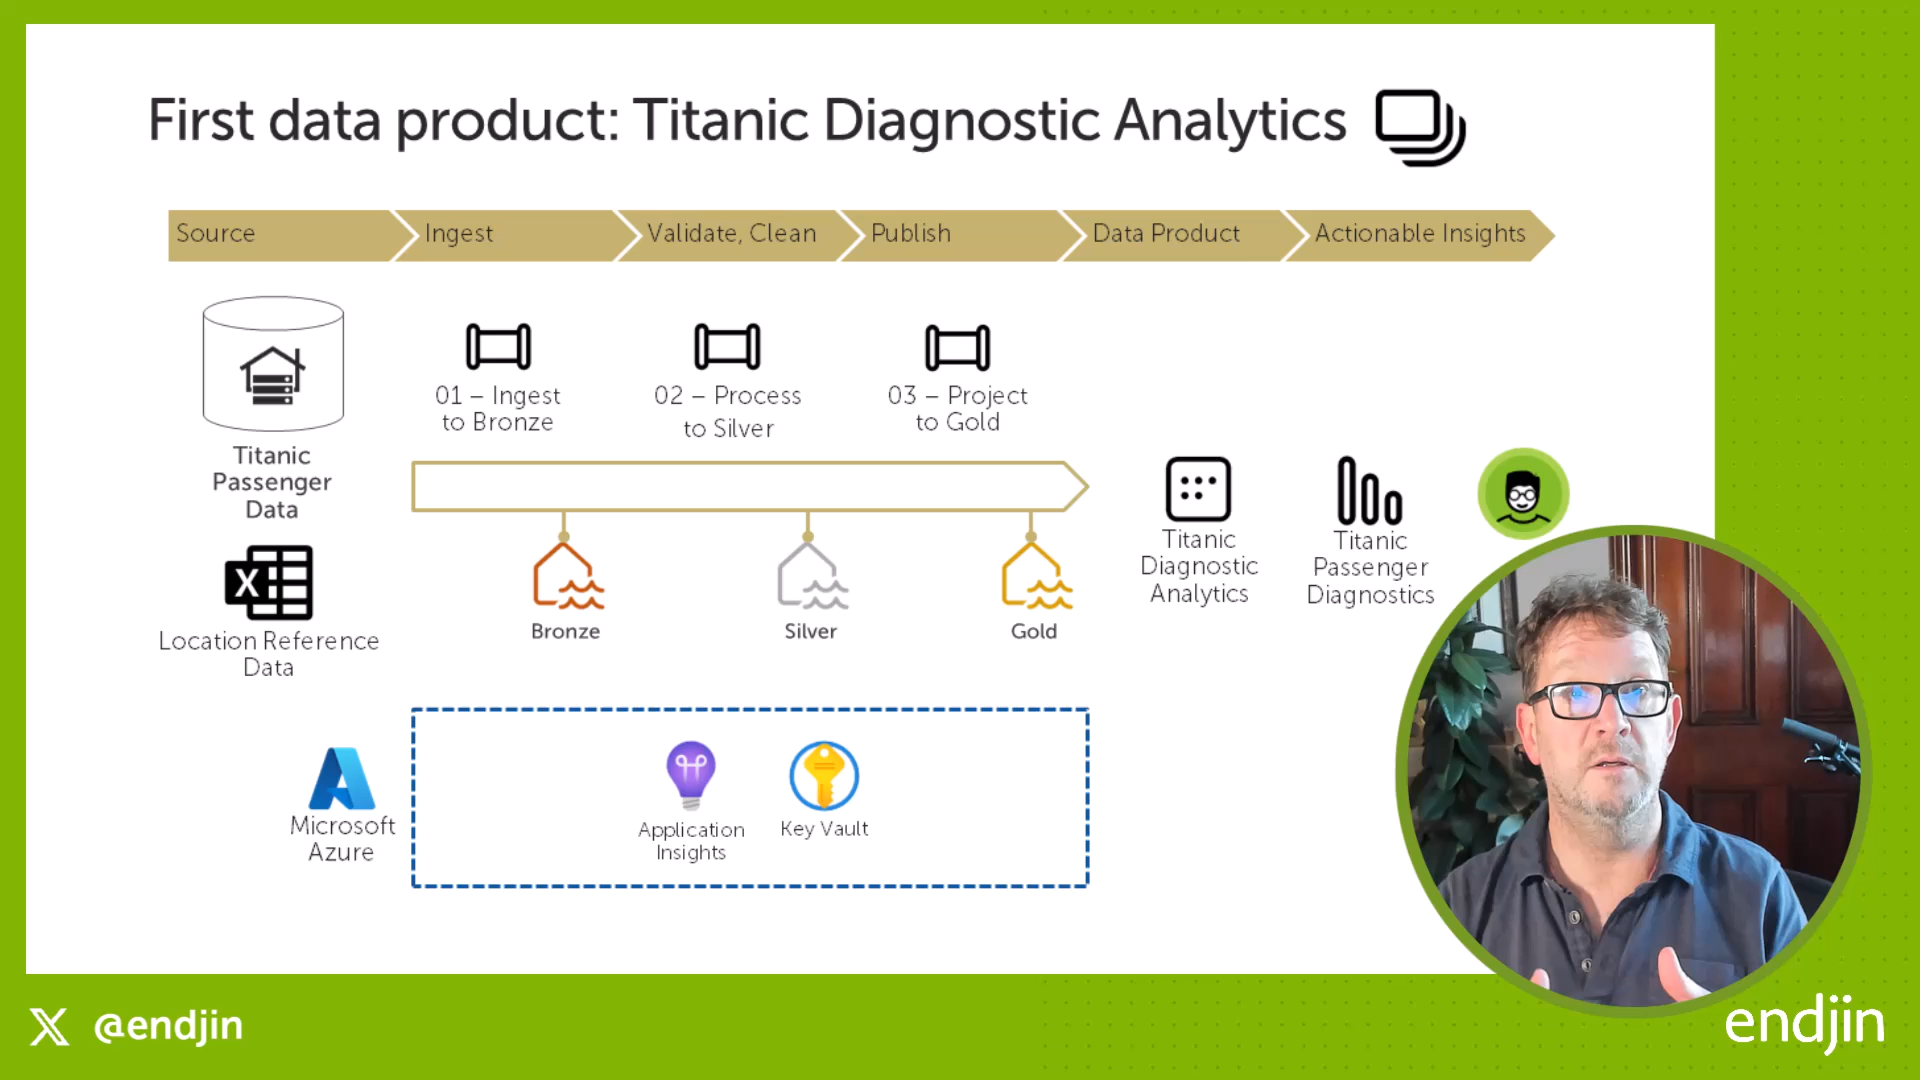 First data product: Titanic Diagnostic Analytics
Source
Ingest
Validate, Clean
Publish
Data Product
Actionable Insights
01 – Ingest
to Bronze
02 – Process
to Silver
03 – Project
to Gold
Titanic
Passenger
Data
X
Location Reference
Data
Bronze
Silver
Gold
Titanic
Diagnostic
Analytics
Titanic
Passenger
Diagnostics
Microsoft
Azure
Application
Insights
Key Vault
X @endjin
endjin